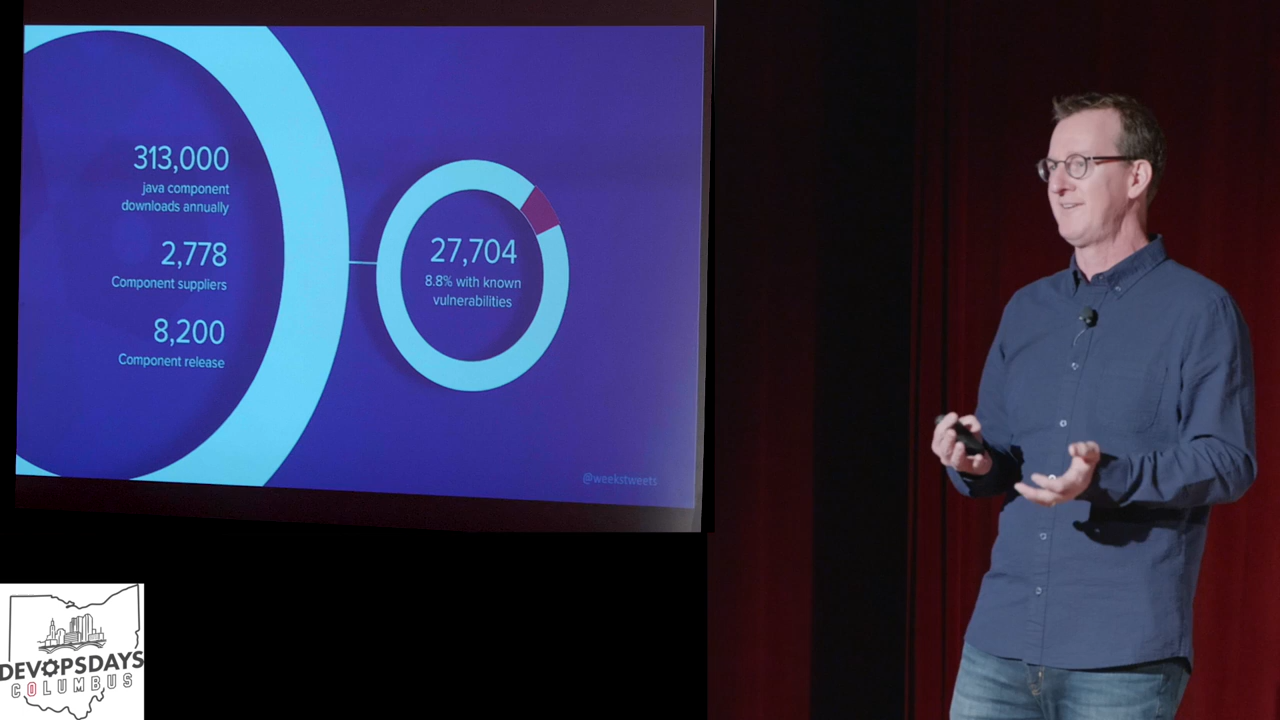 313,000
java component
downloads annually
2,778
Component suppliers
8,200
Component release
27,704
8.8% with known
vulnerabilities
@weekstweets
DEVOPSDAYS
COLUMBUS